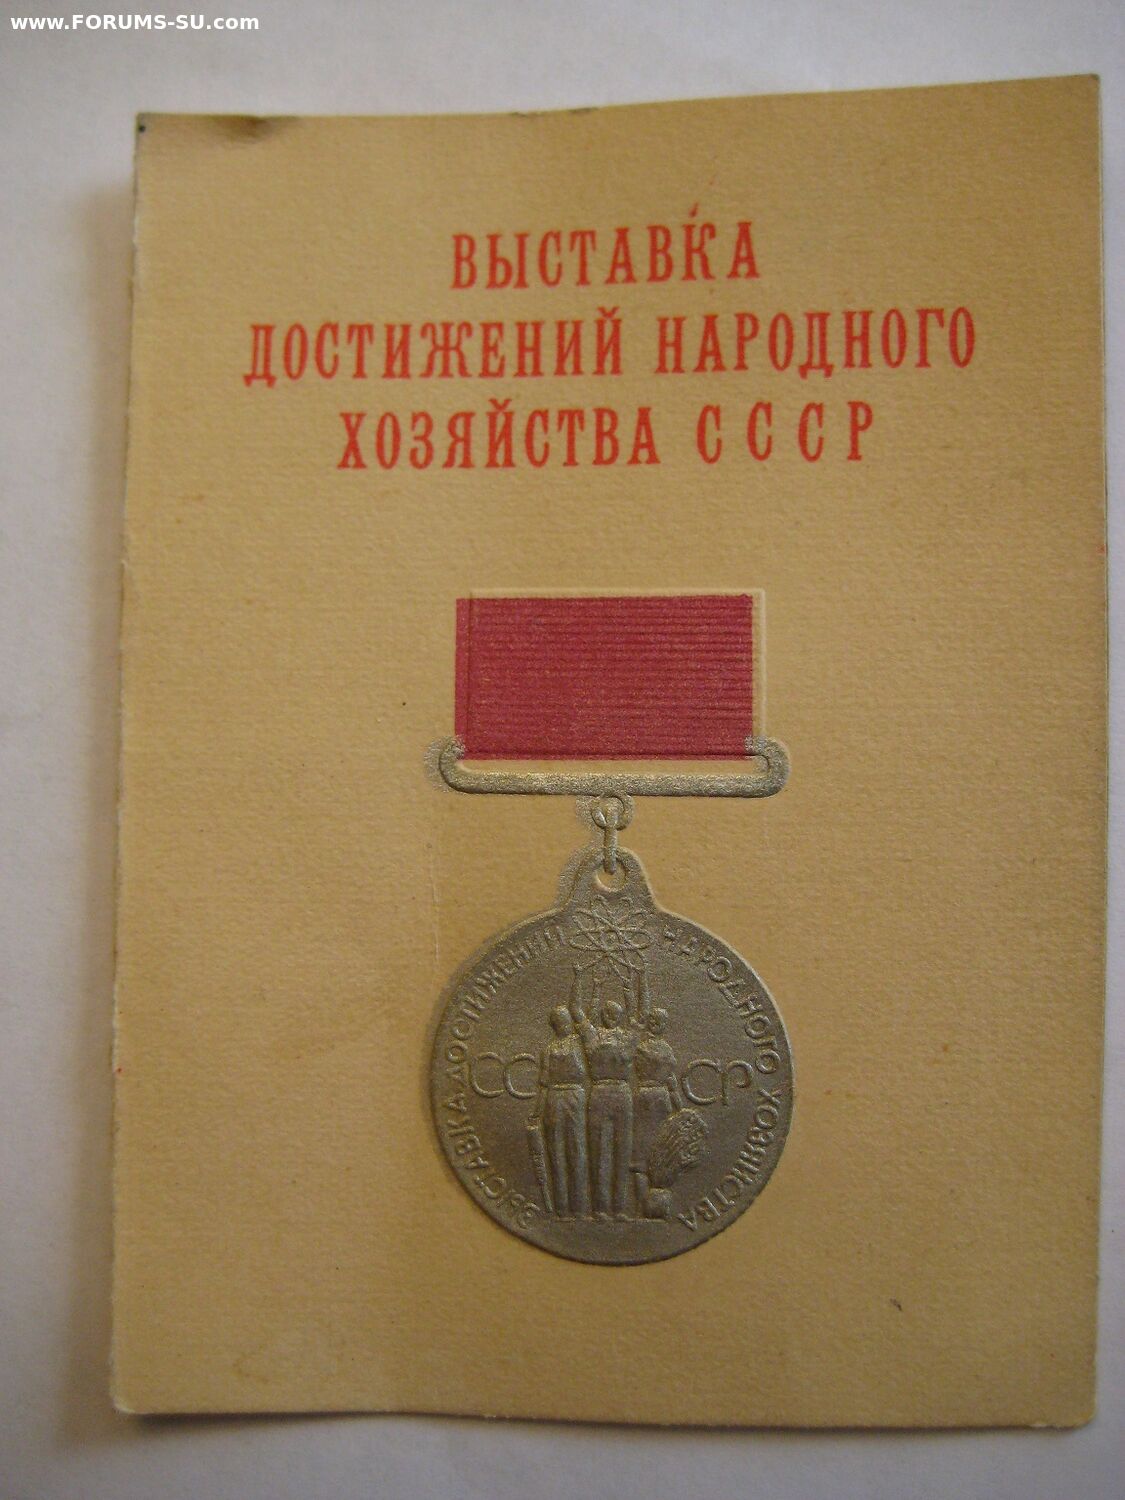 www.FORUMS-SU.com
ВЫСТАВКА
ДОСТИЖЕНИЙ НАРОДНОГО
ХОЗЯЙСТВА СССР
ВЫСТАВКА ДОСТИЖЕНИЙ НАРОДНОГО ХОЗЯЙСТВА
СССР